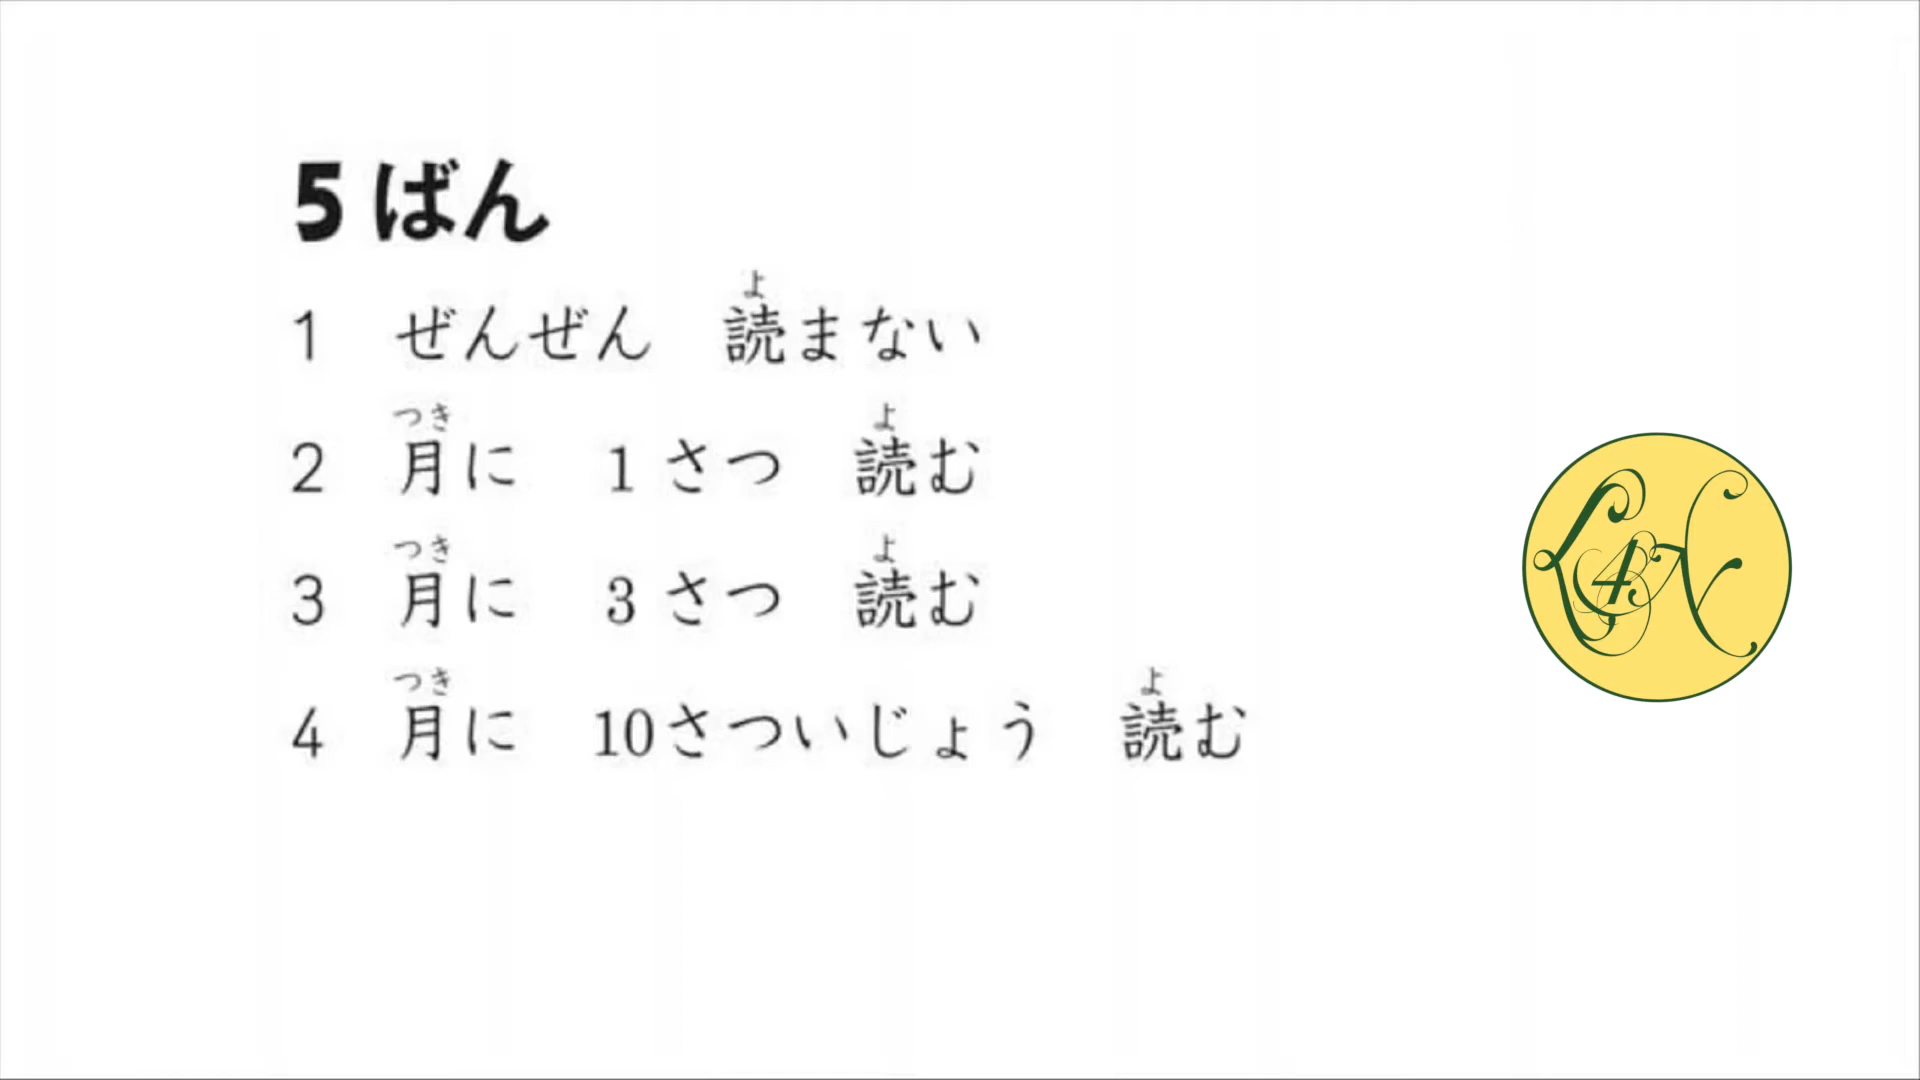 5 ばん
1 ぜんぜん 読まない
2 月に 1 さつ 読む
3 月に 3 さつ 読む
4 月に 10さついじょう 読む